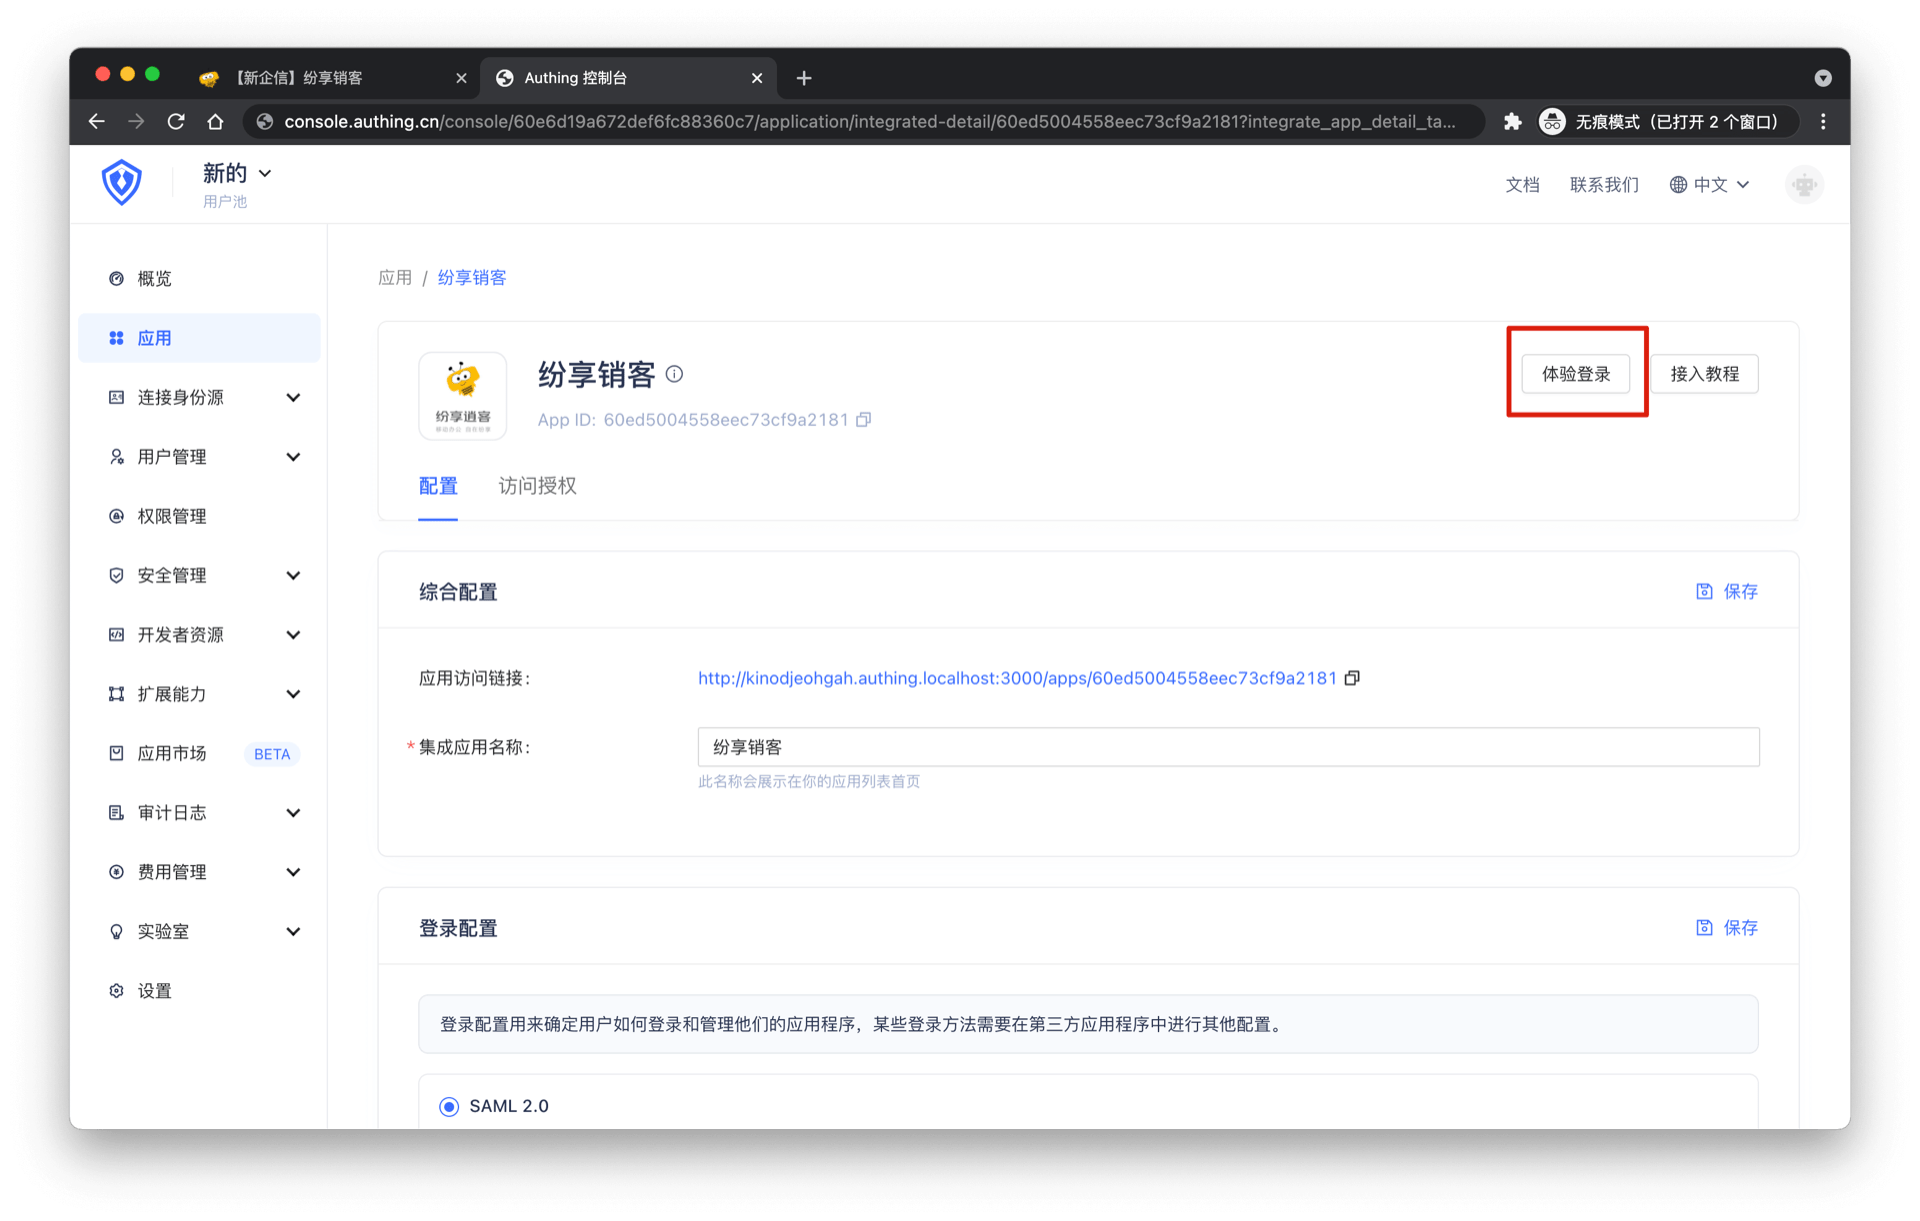 【新企信】纷享销客
Authing 控制台
console.authing.cn/console/60e6d19a672def6fc88360c7/application/integrated-detail/60ed5004558eec73cf9a2181?integrate_app_detail_ta...
无痕模式（已打开 2 个窗口）
新的
用户池
文档
联系我们
中文
概览
应用
连接身份源
用户管理
权限管理
安全管理
开发者资源
扩展能力
应用市场 BETA
审计日志
费用管理
实验室
设置
应用 / 纷享销客
纷享逍客
纷享销客
App ID: 60ed5004558eec73cf9a2181
体验登录
接入教程
配置
访问授权
综合配置
保存
应用访问链接:
http://kinodjeohgah.authing.localhost:3000/apps/60ed5004558eec73cf9a2181
* 集成应用名称:
纷享销客
此名称会展示在你的应用列表首页
登录配置
保存
登录配置用来确定用户如何登录和管理他们的应用程序，某些登录方法需要在第三方应用程序中进行其他配置。
SAML 2.0